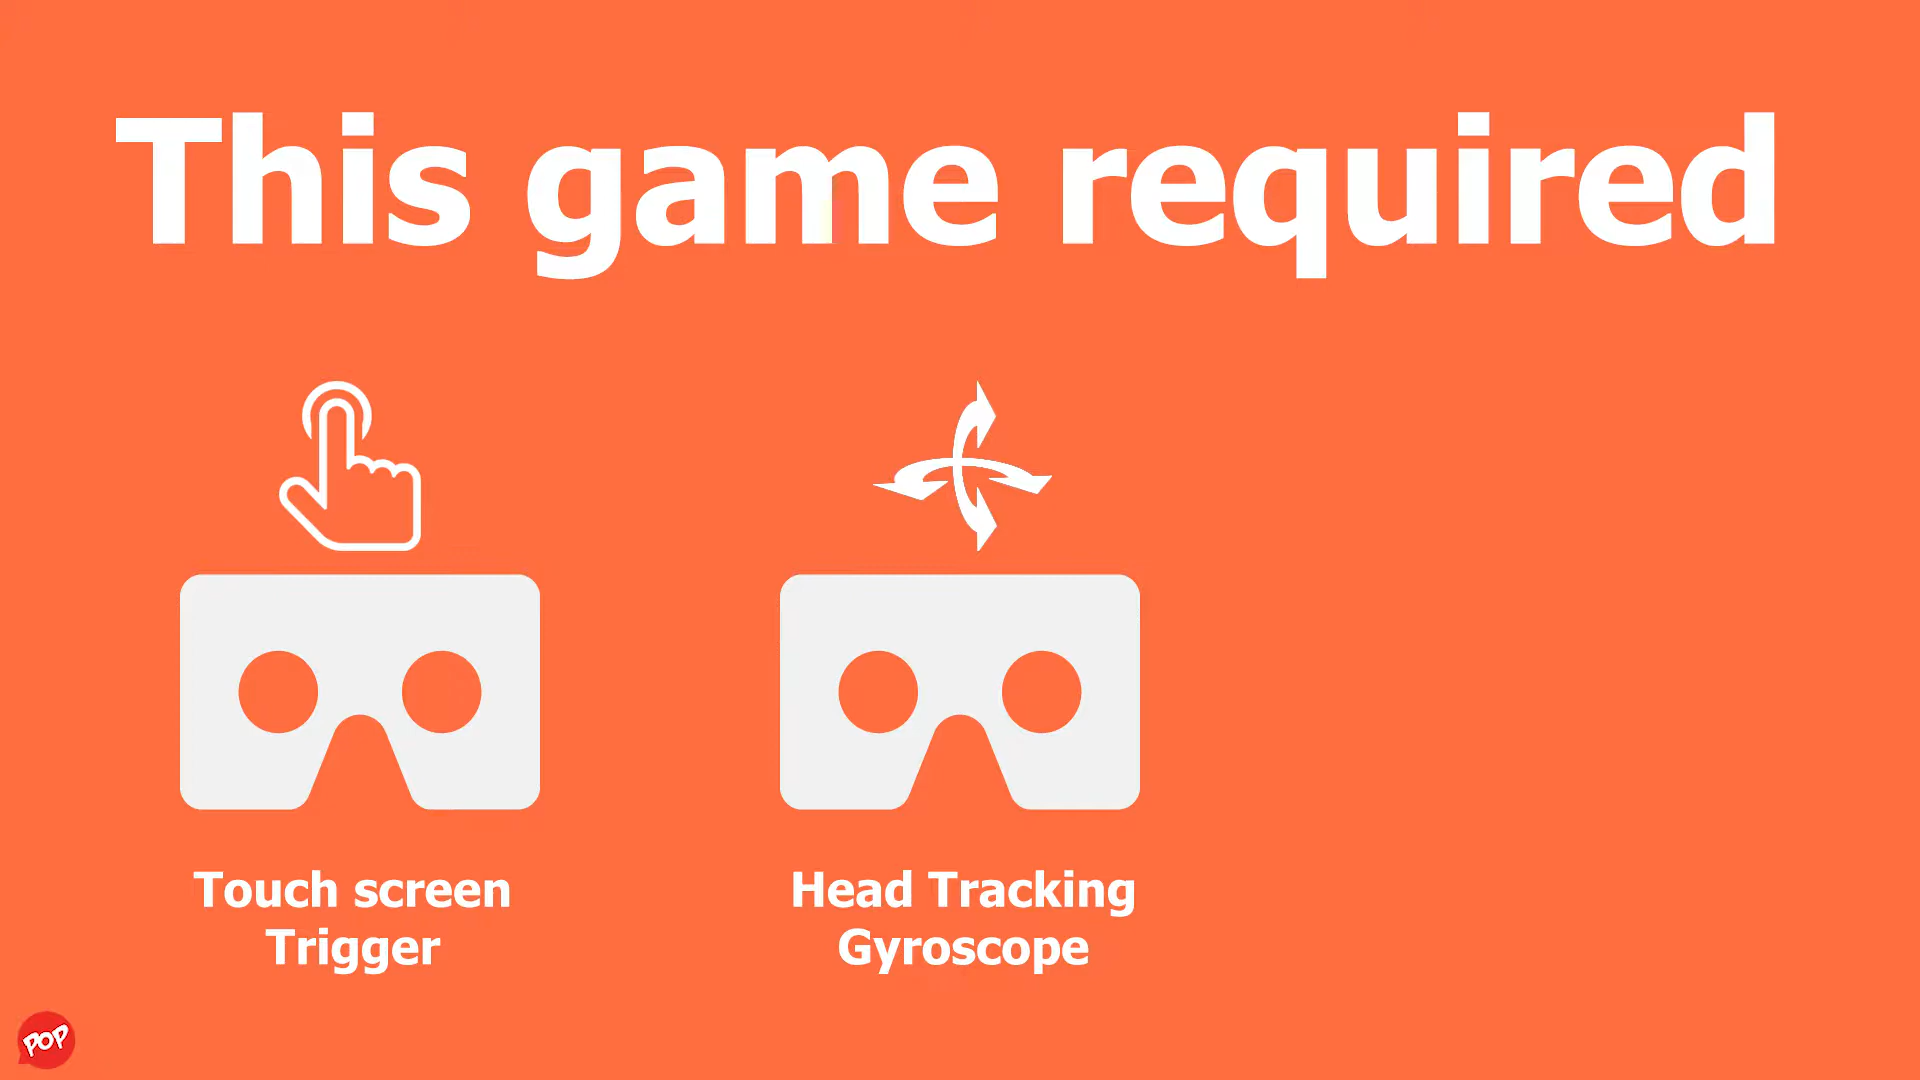 This game required
Touch screen
Trigger
Head Tracking
Gyroscope
POP